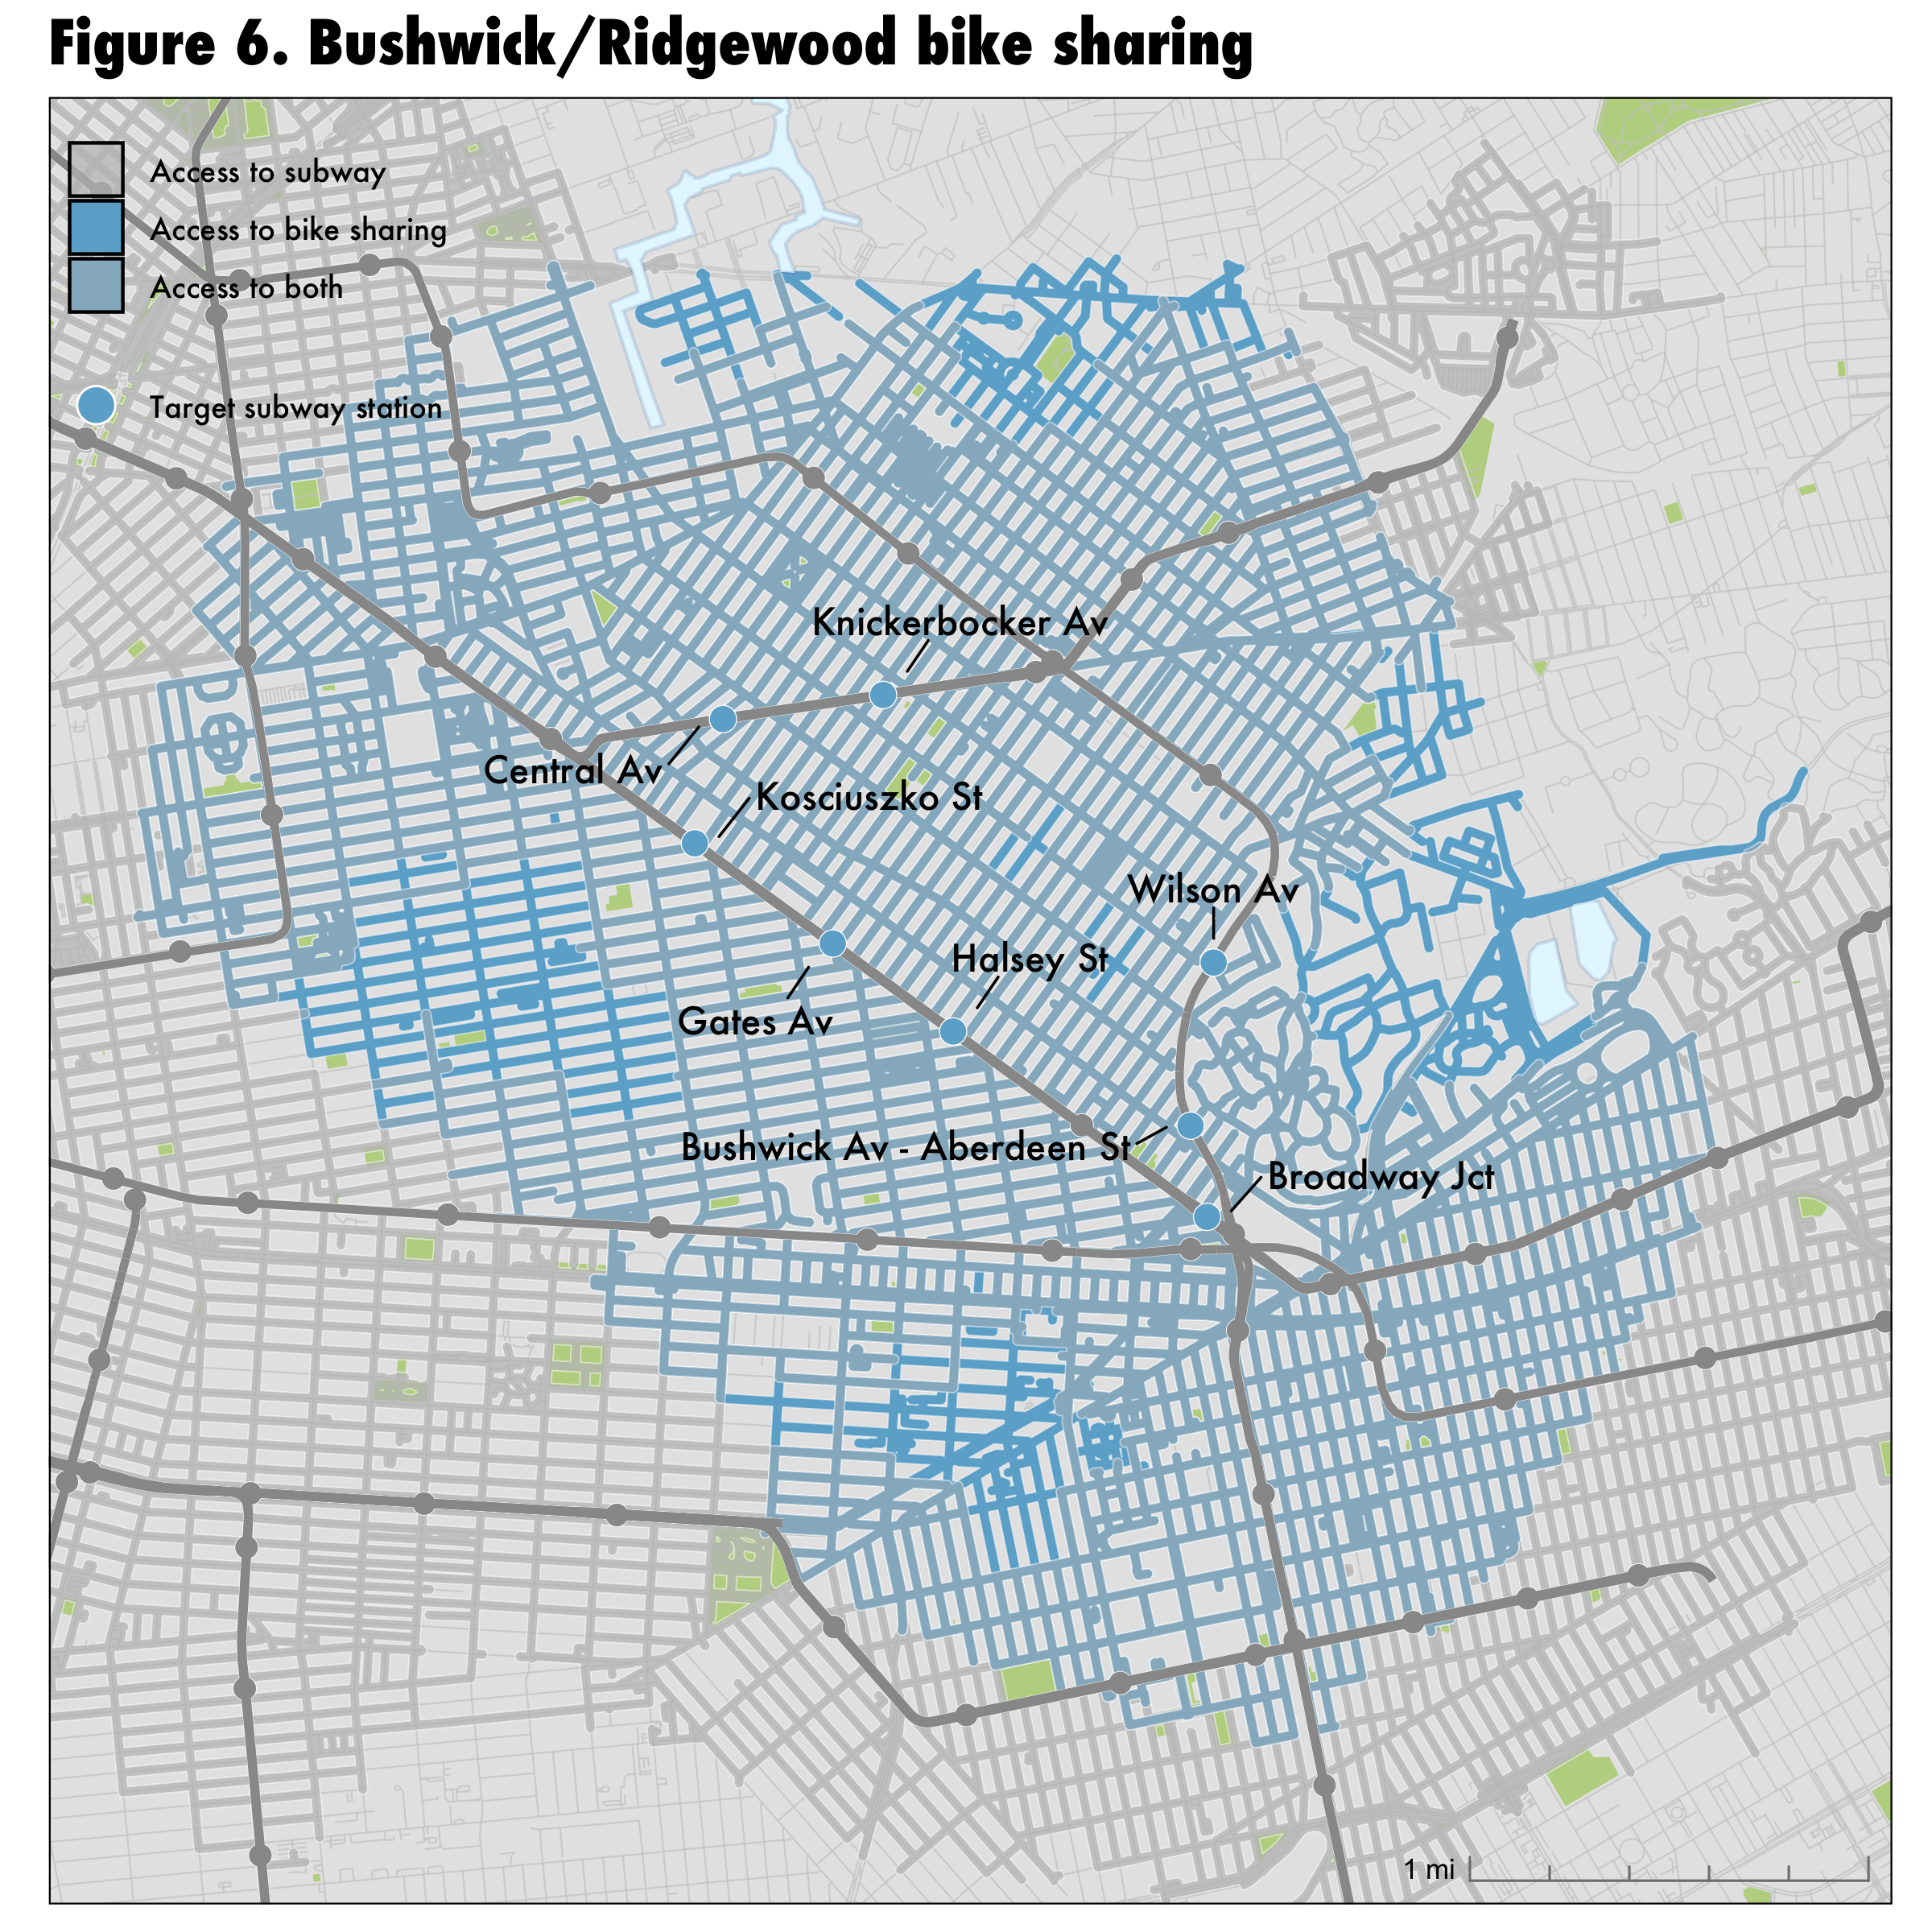 Figure 6. Bushwick/Ridgewood bike sharing
Access to subway
Access to bike sharing
Access to both
Target subway station
Knickerbocker Av
Central Av
Kosciuszko St
Wilson Av
Halsey St
Gates Av
Bushwick Av - Aberdeen St
Broadway Jct
1 mi